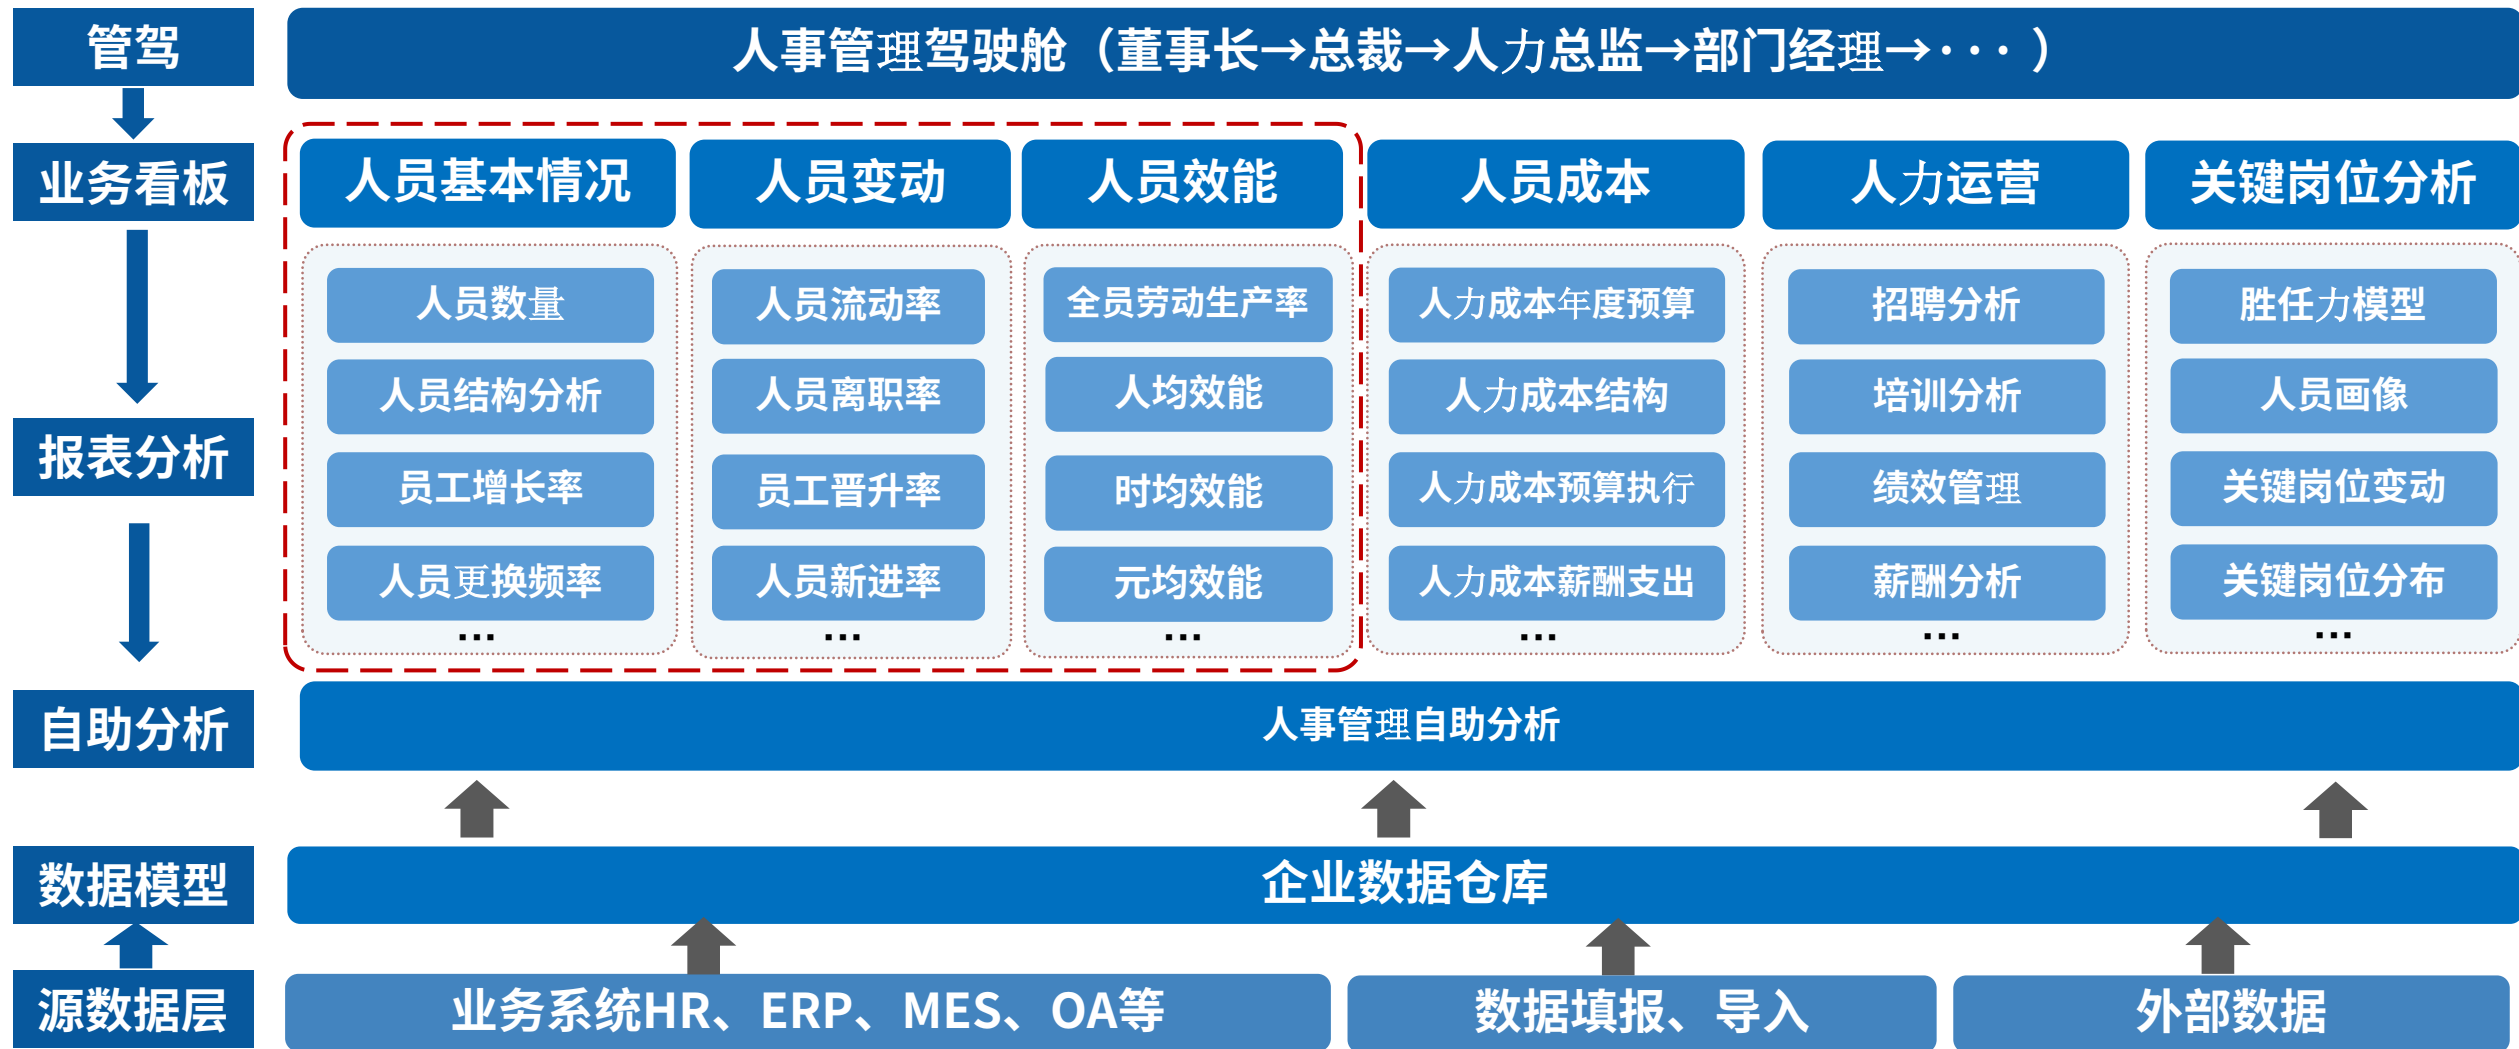 管驾
人事管理驾驶舱（董事长→总裁→人力总监→部门经理→···）
业务看板
人员基本情况
人员变动
人员效能
人员成本
人力运营
关键岗位分析
人员数量
人员流动率
全员劳动生产率
人力成本年度预算
招聘分析
胜任力模型
人员结构分析
人员离职率
人均效能
人力成本结构
培训分析
人员画像
报表分析
员工增长率
员工晋升率
时均效能
人力成本预算执行
绩效管理
关键岗位变动
人员更换频率
人员新进率
元均效能
人力成本薪酬支出
薪酬分析
关键岗位分布
...
...
...
...
...
...
自助分析
人事管理自助分析
数据模型
企业数据仓库
源数据层
业务系统HR、ERP、MES、OA等
数据填报、导入
外部数据